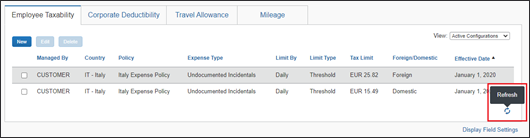 Employee Taxability Corporate Deductibility Travel Allowance Mileage
New Edit Delete View: Active Configurations
Managed By Country Policy Expense Type Limit By Limit Type Tax Limit Foreign/Domestic Effective Date
CUSTOMER IT - Italy Italy Expense Policy Undocumented Incidentals Daily Threshold EUR 25.82 Foreign January 1, 2020
CUSTOMER IT - Italy Italy Expense Policy Undocumented Incidentals Daily Threshold EUR 15.49 Domestic January 1, 2020
Refresh
Display Field Settings